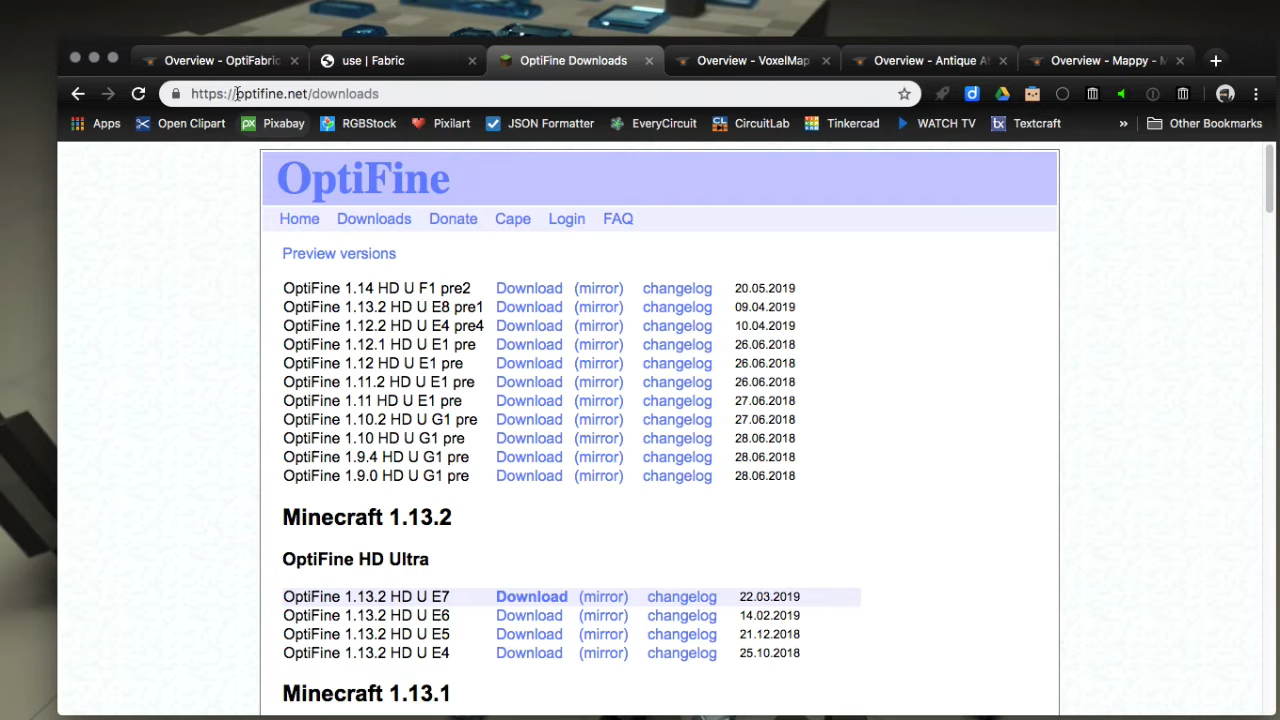 Overview - OptiFabric
use | Fabric
OptiFine Downloads
Overview - VoxelMap
Overview - Antique At
Overview - Mappy - M
https://optifine.net/downloads
Apps
Open Clipart
Pixabay
RGBStock
Pixilart
JSON Formatter
EveryCircuit
CircuitLab
Tinkercad
WATCH TV
Textcraft
»
Other Bookmarks
OptiFine
Home Downloads Donate Cape Login FAQ
Preview versions
OptiFine 1.14 HD U F1 pre2 Download (mirror) changelog 20.05.2019
OptiFine 1.13.2 HD U E8 pre1 Download (mirror) changelog 09.04.2019
OptiFine 1.12.2 HD U E4 pre4 Download (mirror) changelog 10.04.2019
OptiFine 1.12.1 HD U E1 pre Download (mirror) changelog 26.06.2018
OptiFine 1.12 HD U E1 pre Download (mirror) changelog 26.06.2018
OptiFine 1.11.2 HD U E1 pre Download (mirror) changelog 26.06.2018
OptiFine 1.11 HD U E1 pre Download (mirror) changelog 27.06.2018
OptiFine 1.10.2 HD U G1 pre Download (mirror) changelog 27.06.2018
OptiFine 1.10 HD U G1 pre Download (mirror) changelog 28.06.2018
OptiFine 1.9.4 HD U G1 pre Download (mirror) changelog 28.06.2018
OptiFine 1.9.0 HD U G1 pre Download (mirror) changelog 28.06.2018
Minecraft 1.13.2
OptiFine HD Ultra
OptiFine 1.13.2 HD U E7 Download (mirror) changelog 22.03.2019
OptiFine 1.13.2 HD U E6 Download (mirror) changelog 14.02.2019
OptiFine 1.13.2 HD U E5 Download (mirror) changelog 21.12.2018
OptiFine 1.13.2 HD U E4 Download (mirror) changelog 25.10.2018
Minecraft 1.13.1